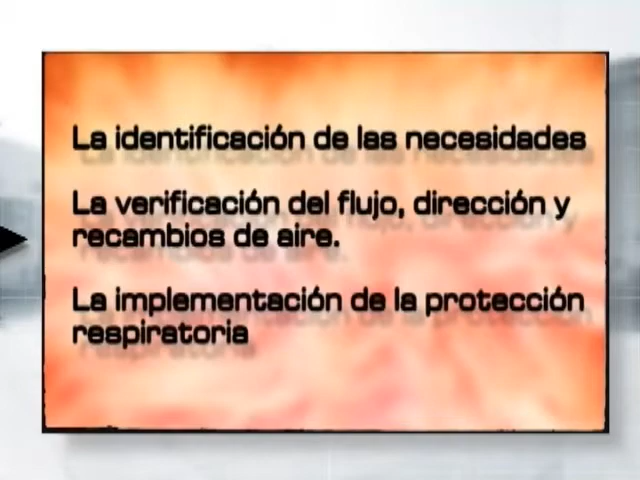 La identificación de las necesidades
La verificación del flujo, dirección y
recambios de aire.
La implementación de la protección
respiratoria